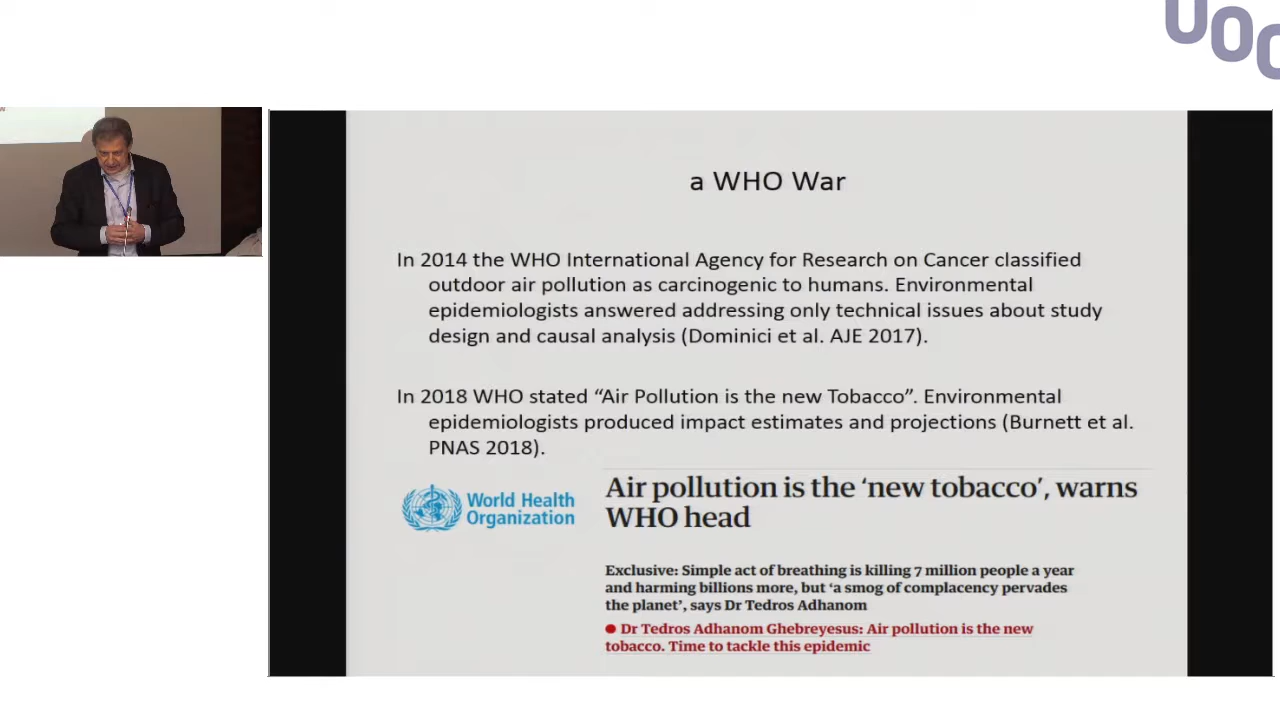 UOC
a WHO War
In 2014 the WHO International Agency for Research on Cancer classified
outdoor air pollution as carcinogenic to humans. Environmental
epidemiologists answered addressing only technical issues about study
design and causal analysis (Dominici et al. AJE 2017).
In 2018 WHO stated “Air Pollution is the new Tobacco”. Environmental
epidemiologists produced impact estimates and projections (Burnett et al.
PNAS 2018).
World Health
Organization
Air pollution is the ‘new tobacco’, warns
WHO head
Exclusive: Simple act of breathing is killing 7 million people a year
and harming billions more, but ‘a smog of complacency pervades
the planet’, says Dr Tedros Adhanom
● Dr Tedros Adhanom Ghebreyesus: Air pollution is the new
tobacco. Time to tackle this epidemic